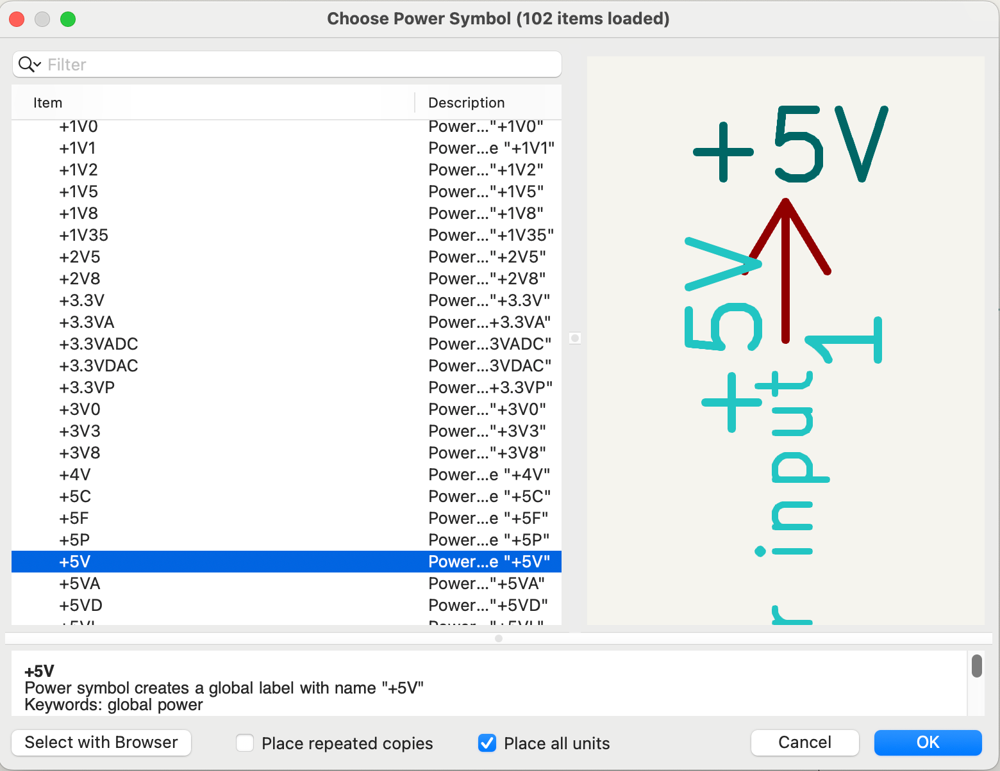 Choose Power Symbol (102 items loaded)
Filter
Item Description
+1V0 Power..."+1V0"
+1V1 Power...e "+1V1"
+1V2 Power..."+1V2"
+1V5 Power..."+1V5"
+1V8 Power..."+1V8"
+1V35 Power..."+1V35"
+2V5 Power..."+2V5"
+2V8 Power..."+2V8"
+3.3V Power..."+3.3V"
+3.3VA Power...+3.3VA"
+3.3VADC Power...3VADC"
+3.3VDAC Power...3VDAC"
+3.3VP Power...+3.3VP"
+3V0 Power..."+3V0"
+3V3 Power..."+3V3"
+3V8 Power..."+3V8"
+4V Power...e "+4V"
+5C Power...e "+5C"
+5F Power...e "+5F"
+5P Power...e "+5P"
+5V Power...e "+5V"
+5VA Power..."+5VA"
+5VD Power..."+5VD"
+5V
+5V
1
r input
+5V
Power symbol creates a global label with name "+5V"
Keywords: global power
Select with Browser Place repeated copies Place all units Cancel OK